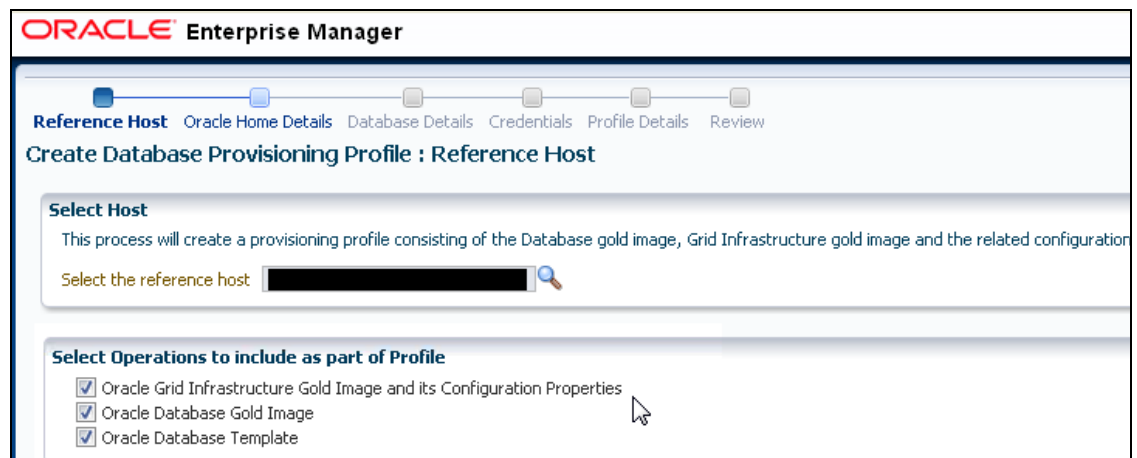 ORACLE Enterprise Manager
Reference Host Oracle Home Details Database Details Credentials Profile Details Review
Create Database Provisioning Profile : Reference Host
Select Host
This process will create a provisioning profile consisting of the Database gold image, Grid Infrastructure gold image and the related configuration
Select the reference host
Select Operations to include as part of Profile
Oracle Grid Infrastructure Gold Image and its Configuration Properties
Oracle Database Gold Image
Oracle Database Template